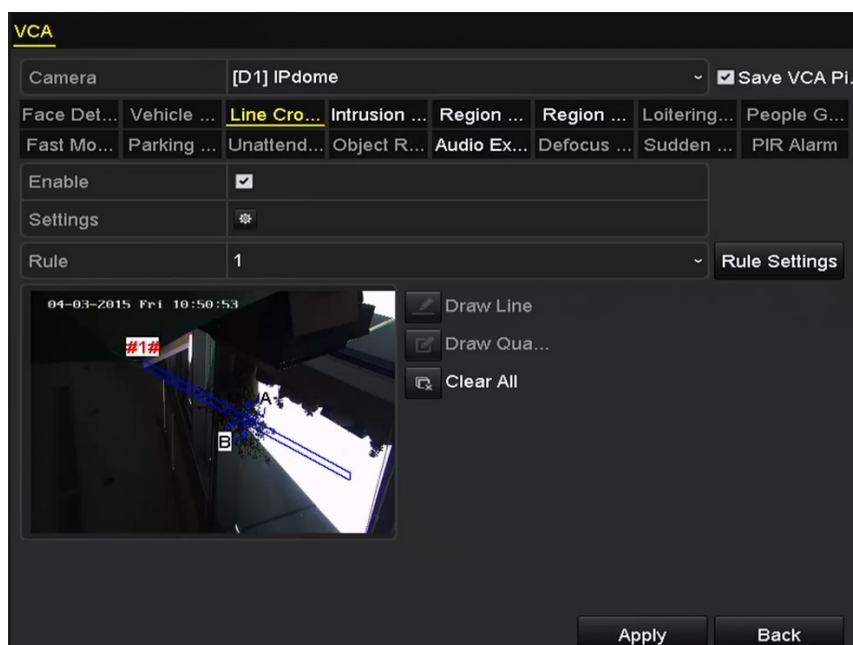 VCA
Camera [D1] IPdome Save VCA Pi.
Face Det... Vehicle ... Line Cro... Intrusion ... Region ... Region ... Loitering... People G...
Fast Mo... Parking ... Unattend... Object R... Audio Ex... Defocus ... Sudden ... PIR Alarm
Enable
Settings
Rule 1 Rule Settings
04-03-2015 Fri 10:50:53
#1#
A
B
Draw Line
Draw Qua...
Clear All
Apply Back